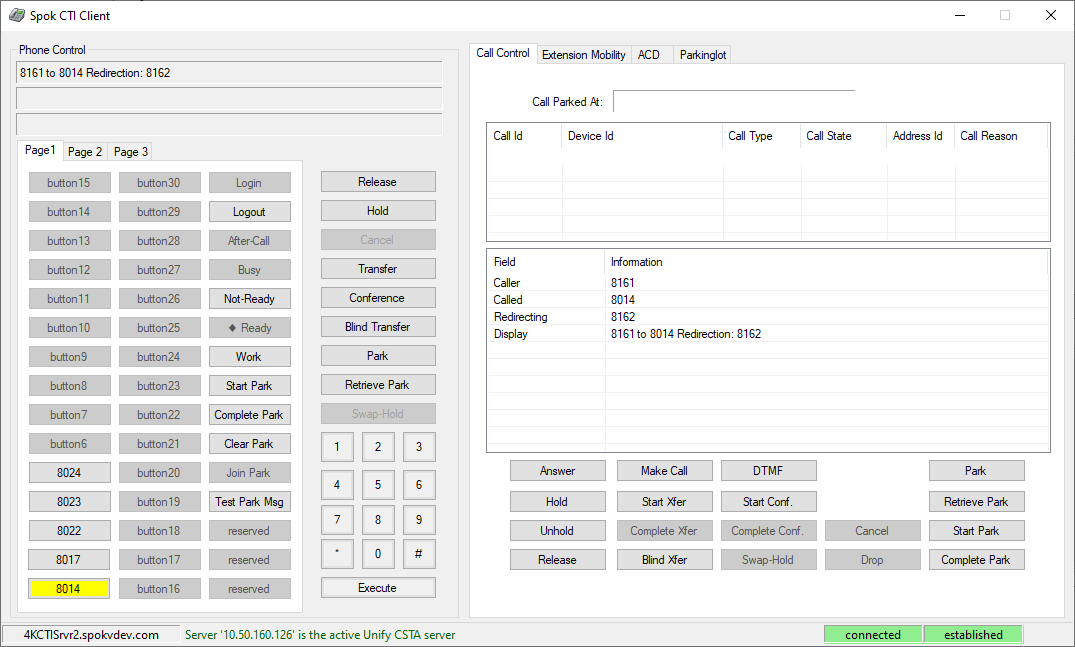 Spok CTI Client
Phone Control
8161 to 8014 Redirection: 8162
Page1 Page 2 Page 3
button15 button30 Login
button14 button29 Logout
button13 button28 After-Call
button12 button27 Busy
button11 button26 Not-Ready
button10 button25 ♦ Ready
button9 button24 Work
button8 button23 Start Park
button7 button22 Complete Park
button6 button21 Clear Park
8024 button20 Join Park
8023 button19 Test Park Msg
8022 button18 reserved
8017 button17 reserved
8014 button16 reserved
Release
Hold
Cancel
Transfer
Conference
Blind Transfer
Park
Retrieve Park
Swap-Hold
1 2 3
4 5 6
7 8 9
* 0 #
Execute
Call Control Extension Mobility ACD Parkinglot
Call Parked At:
Call Id Device Id Call Type Call State Address Id Call Reason
Field Information
Caller 8161
Called 8014
Redirecting 8162
Display 8161 to 8014 Redirection: 8162
Answer Make Call DTMF Park
Hold Start Xfer Start Conf. Retrieve Park
Unhold Complete Xfer Complete Conf. Cancel Start Park
Release Blind Xfer Swap-Hold Drop Complete Park
4KCTISrvr2.spokvdev.com Server '10.50.160.126' is the active Unify CSTA server connected established